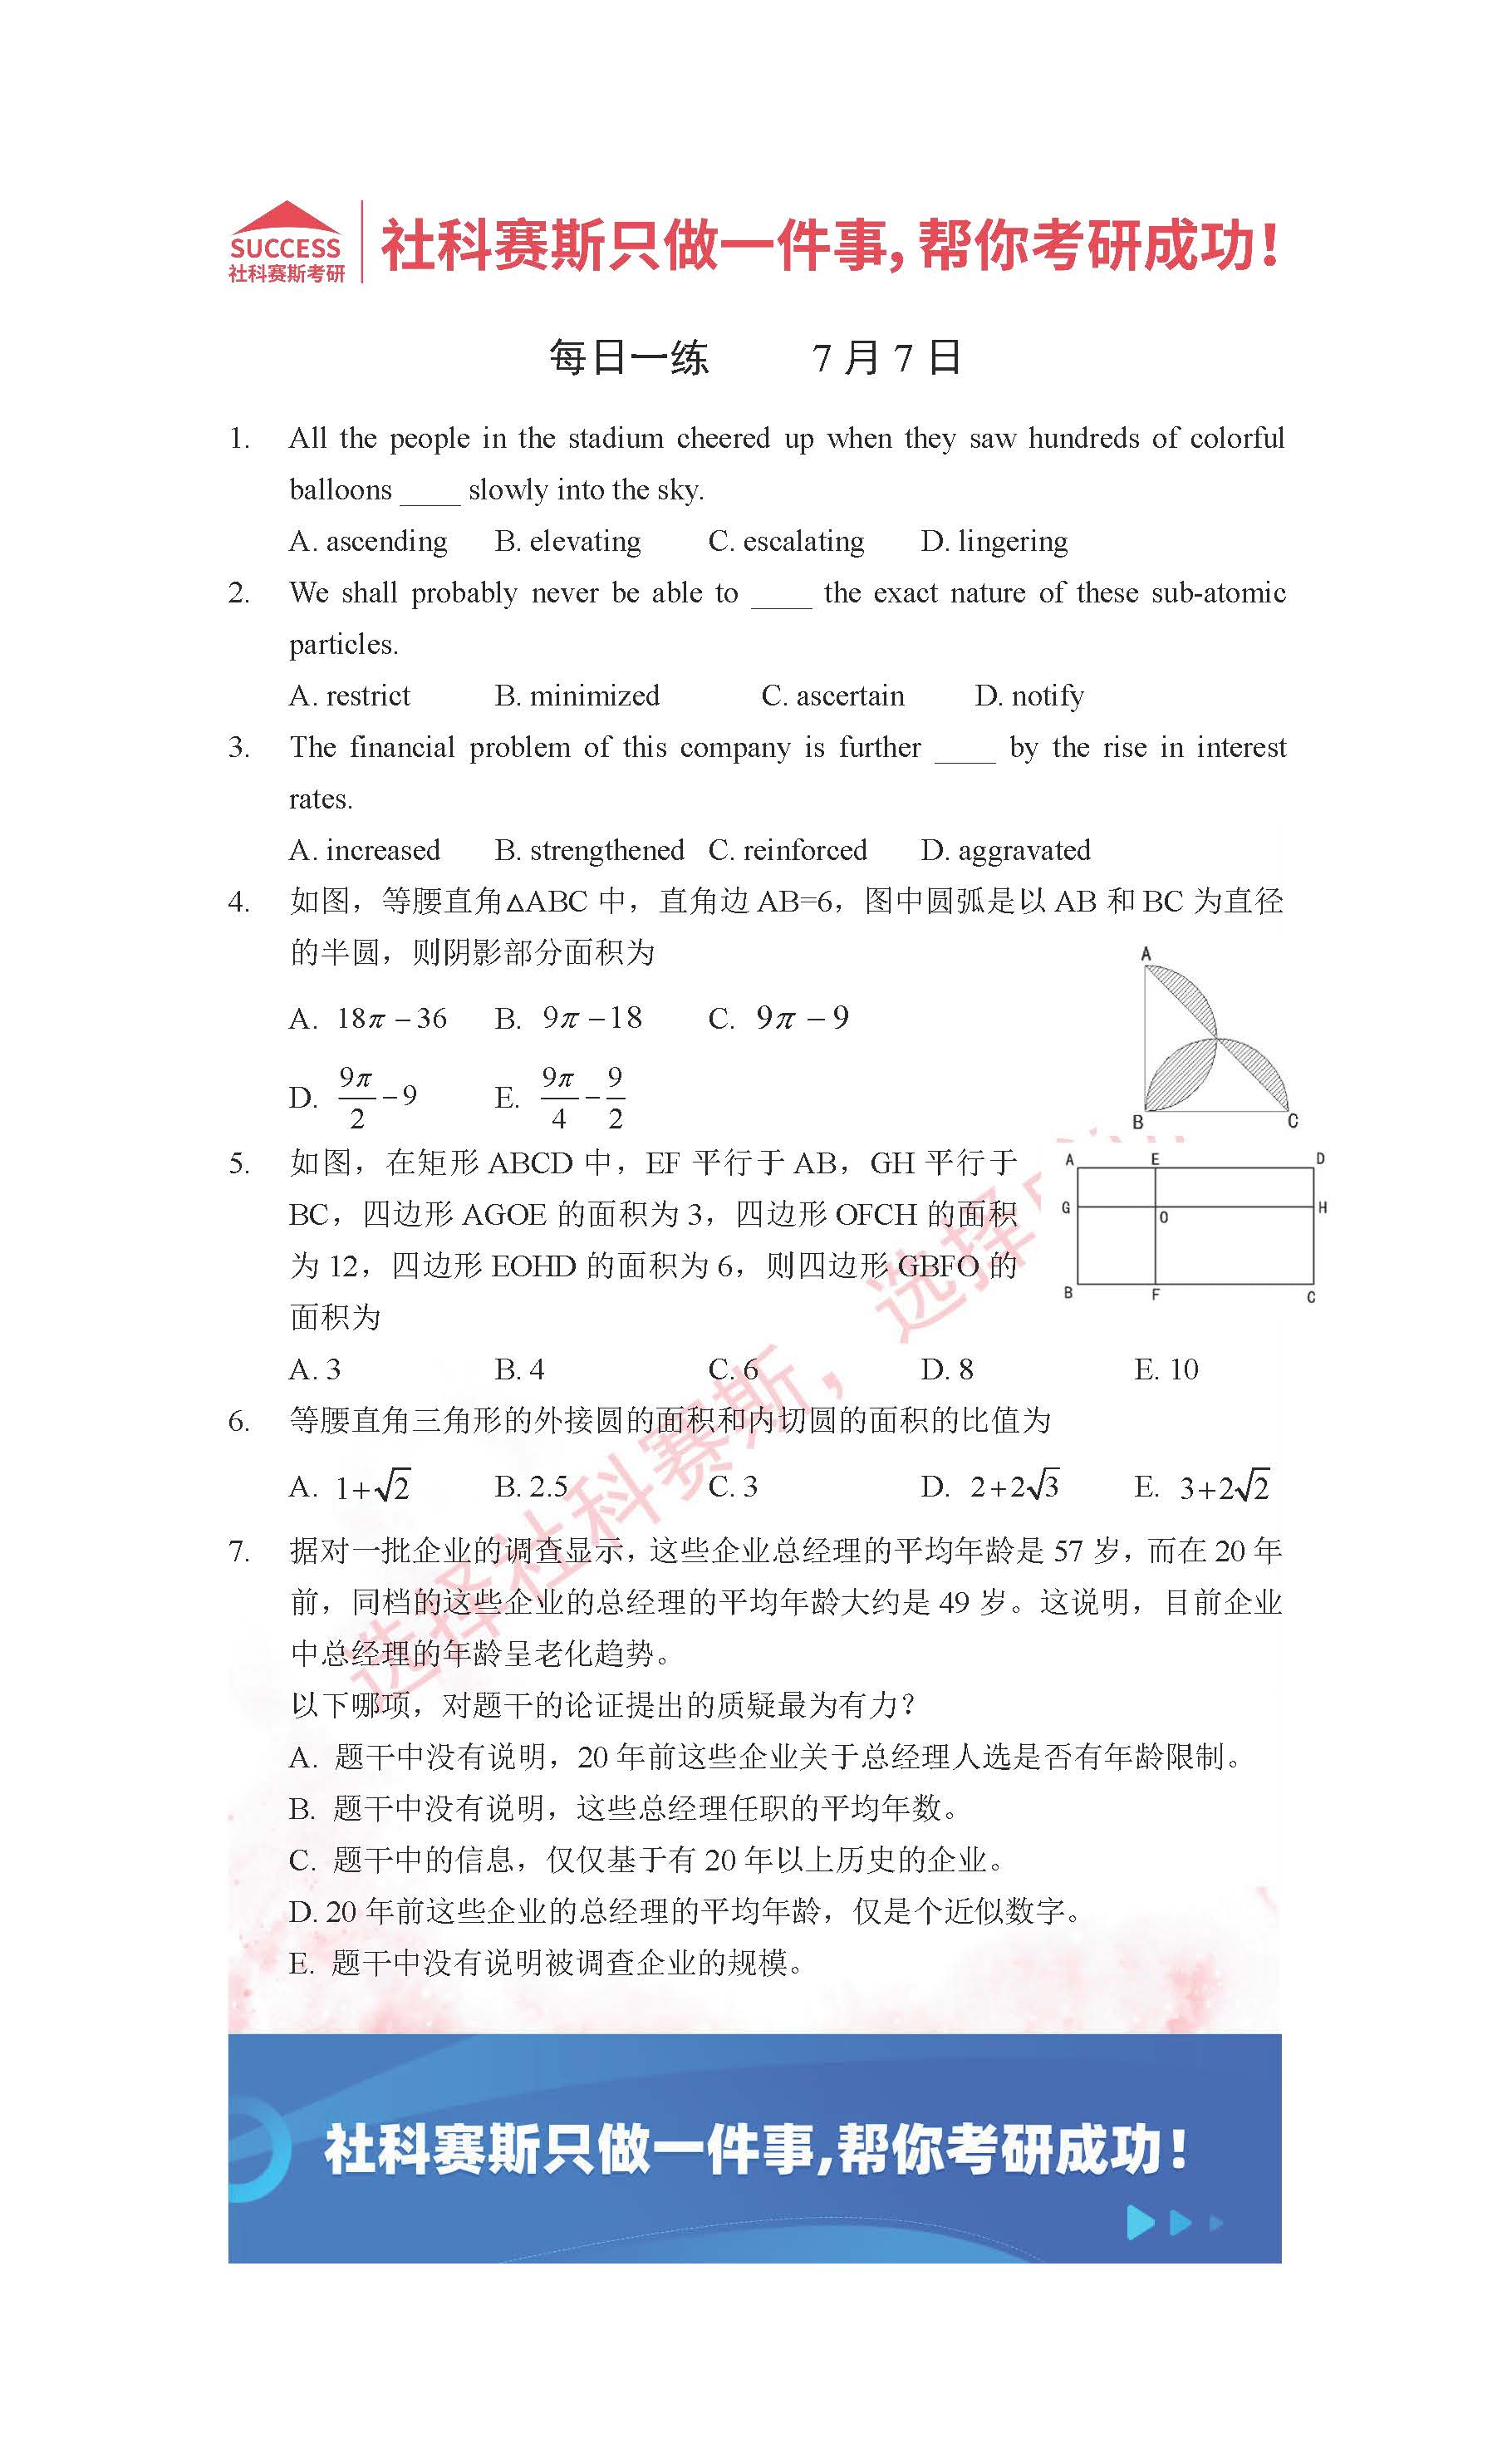 SUCCESS
社科赛斯考研
社科赛斯只做一件事,帮你考研成功!
每日一练 7月7日
1. All the people in the stadium cheered up when they saw hundreds of colorful
balloons ____ slowly into the sky.
A. ascending B. elevating C. escalating D. lingering
2. We shall probably never be able to ____ the exact nature of these sub-atomic
particles.
A. restrict B. minimized C. ascertain D. notify
3. The financial problem of this company is further ____ by the rise in interest
rates.
A. increased B. strengthened C. reinforced D. aggravated
4. 如图，等腰直角△ABC 中，直角边 AB=6，图中圆弧是以 AB 和 BC 为直径
的半圆，则阴影部分面积为
A. 18π－36 B. 9π－18 C. 9π－9
D. 9π/2－9 E. 9π/4－9/2
A
B
C
5. 如图，在矩形 ABCD 中，EF 平行于 AB，GH 平行于
BC，四边形 AGOE 的面积为 3，四边形 OFCH 的面积
为 12，四边形 EOHD 的面积为 6，则四边形 GBFO 的
面积为
A E D
G O H
B F C
A. 3 B. 4 C. 6 D. 8 E. 10
6. 等腰直角三角形的外接圆的面积和内切圆的面积的比值为
A. 1+√2 B. 2.5 C. 3 D. 2+2√3 E. 3+2√2
7. 据对一批企业的调查显示，这些企业总经理的平均年龄是 57 岁，而在 20 年
前，同档的这些企业的总经理的平均年龄大约是 49 岁。这说明，目前企业
中总经理的年龄呈老化趋势。
以下哪项，对题干的论证提出的质疑最为有力？
A. 题干中没有说明，20 年前这些企业关于总经理人选是否有年龄限制。
B. 题干中没有说明，这些总经理任职的平均年数。
C. 题干中的信息，仅仅基于有 20 年以上历史的企业。
D. 20 年前这些企业的总经理的平均年龄，仅是个近似数字。
E. 题干中没有说明被调查企业的规模。
选择社科赛斯，选择
社科赛斯只做一件事,帮你考研成功!